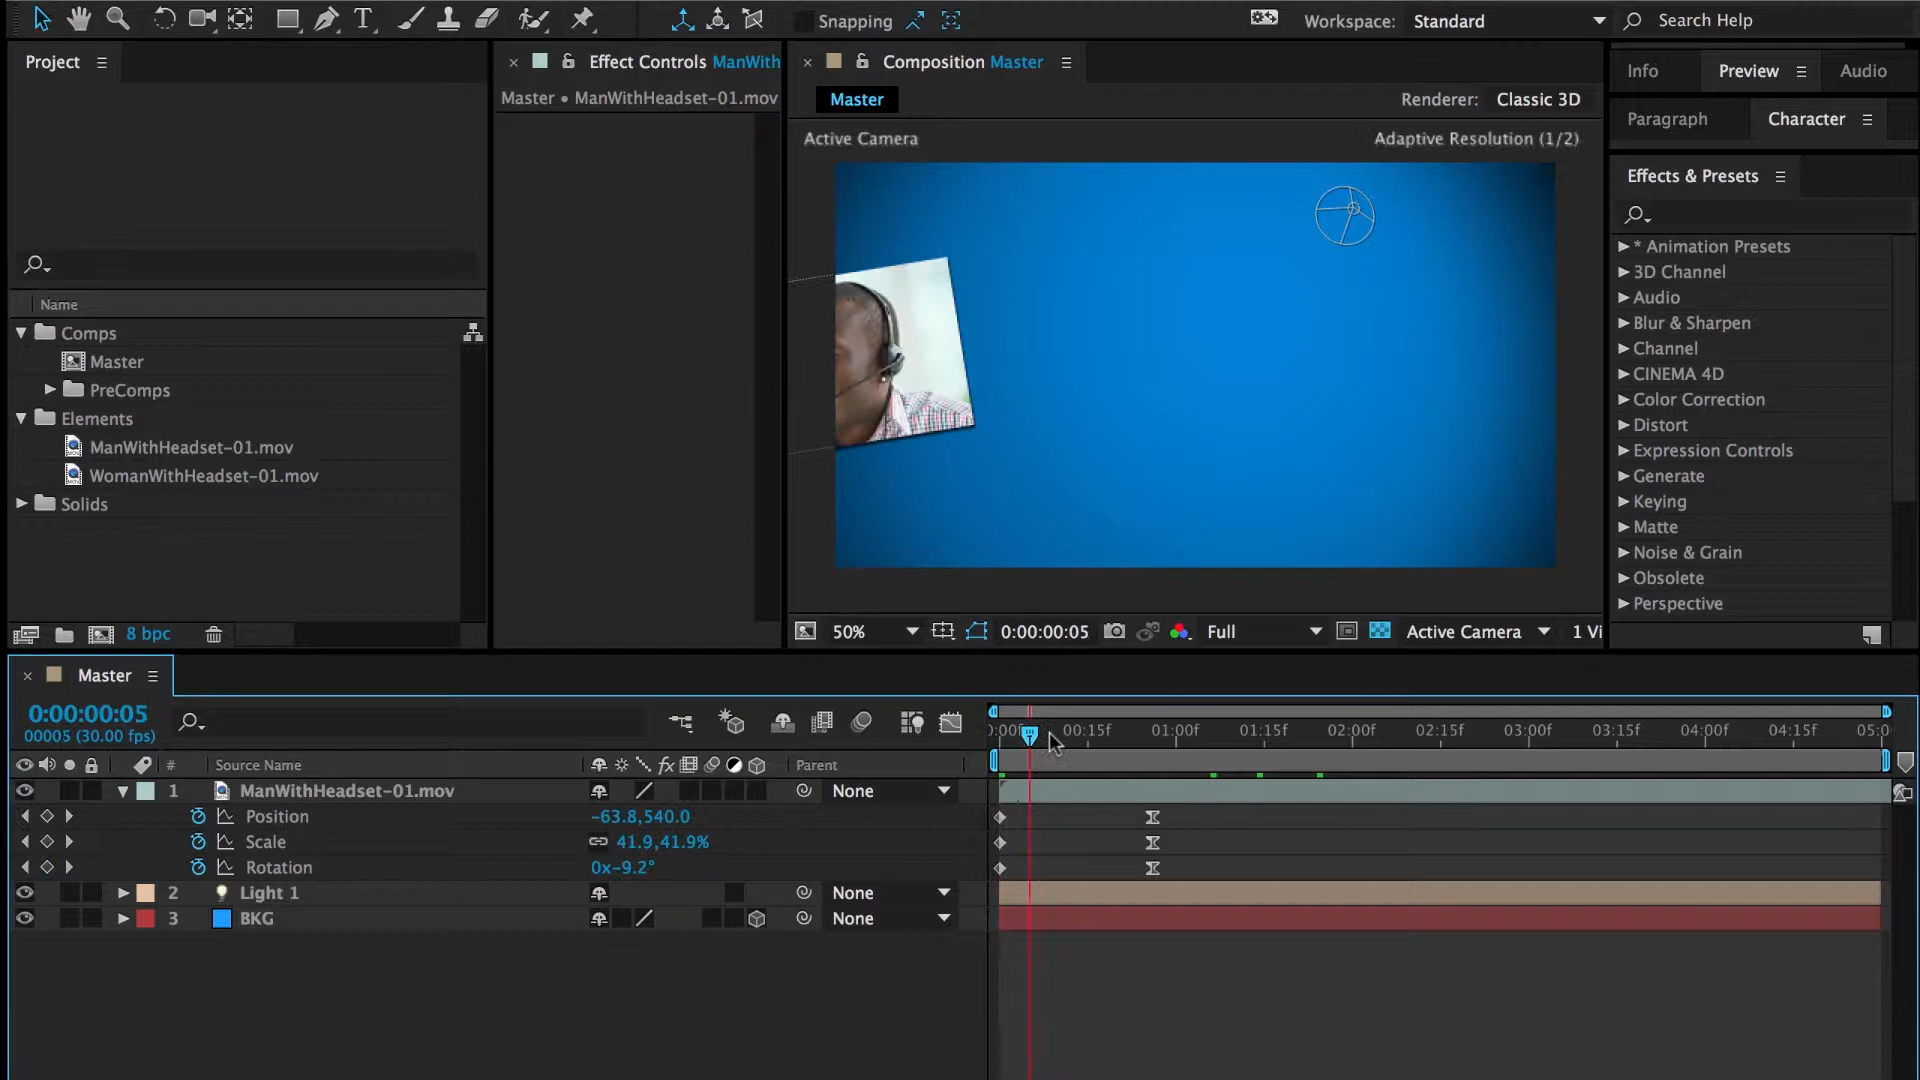 Snapping
Workspace: Standard
Search Help
Project
Effect Controls ManWith
Composition Master
Info
Preview
Audio
Master • ManWithHeadset-01.mov
Master
Renderer: Classic 3D
Paragraph
Character
Active Camera
Adaptive Resolution (1/2)
Effects & Presets
* Animation Presets
3D Channel
Audio
Blur & Sharpen
Channel
CINEMA 4D
Color Correction
Distort
Expression Controls
Generate
Keying
Matte
Noise & Grain
Obsolete
Perspective
Name
Comps
Master
PreComps
Elements
ManWithHeadset-01.mov
WomanWithHeadset-01.mov
Solids
8 bpc
50%
0:00:00:05
Full
Active Camera
1 Vi
Master
0:00:00:05
00005 (30.00 fps)
:00f 00:15f 01:00f 01:15f 02:00f 02:15f 03:00f 03:15f 04:00f 04:15f 05:0
# Source Name fx Parent
1 ManWithHeadset-01.mov None
Position -63.8,540.0
Scale 41.9,41.9%
Rotation 0x-9.2°
2 Light 1 None
3 BKG None